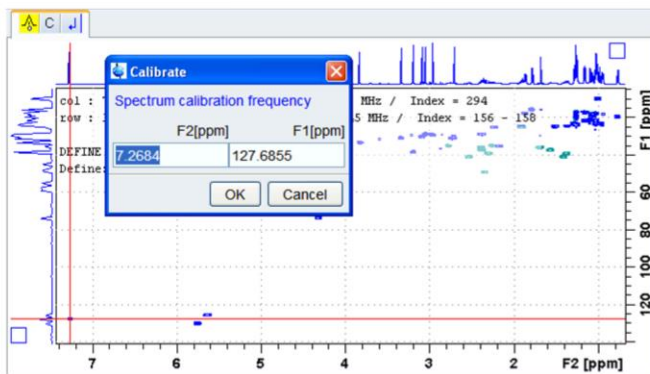 C
Calibrate
Spectrum calibration frequency
F2[ppm] F1[ppm]
7.2684 127.6855
OK Cancel
col : MHz / Index = 294
row : 5 MHz / Index = 156 - 158
DEFINE
Define:
F1 [ppm]
60
80
100
120
7 6 5 4 3 2 F2 [ppm]